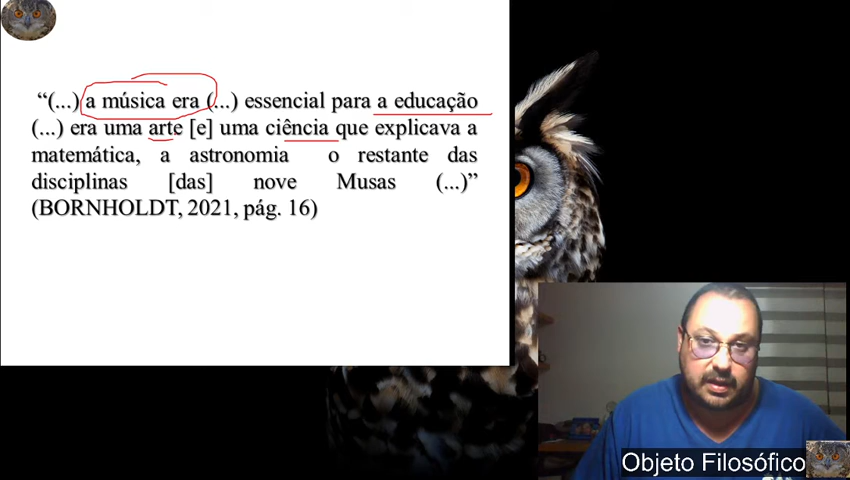 “(...) a música era (...) essencial para a educação
(...) era uma arte [e] uma ciência que explicava a
matemática, a astronomia o restante das
disciplinas [das] nove Musas (...)”
(BORNHOLDT, 2021, pág. 16)
Objeto Filosófico